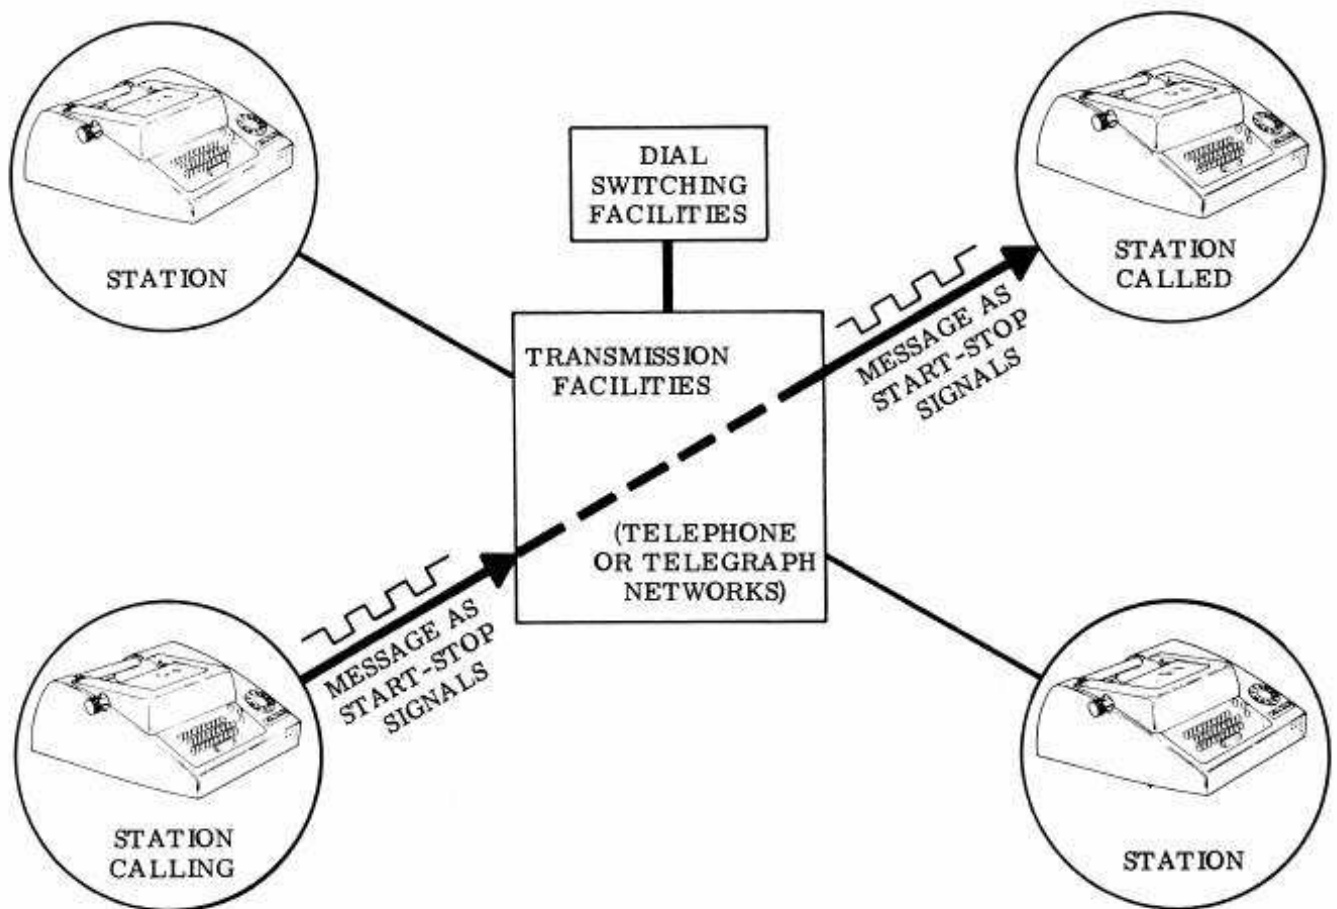 DIAL
SWITCHING
FACILITIES
STATION
STATION
CALLED
TRANSMISSION
FACILITIES
MESSAGE AS
START-STOP
SIGNALS
(TELEPHONE
OR TELEGRAPH
NETWORKS)
MESSAGE AS
START-STOP
SIGNALS
STATION
CALLING
STATION